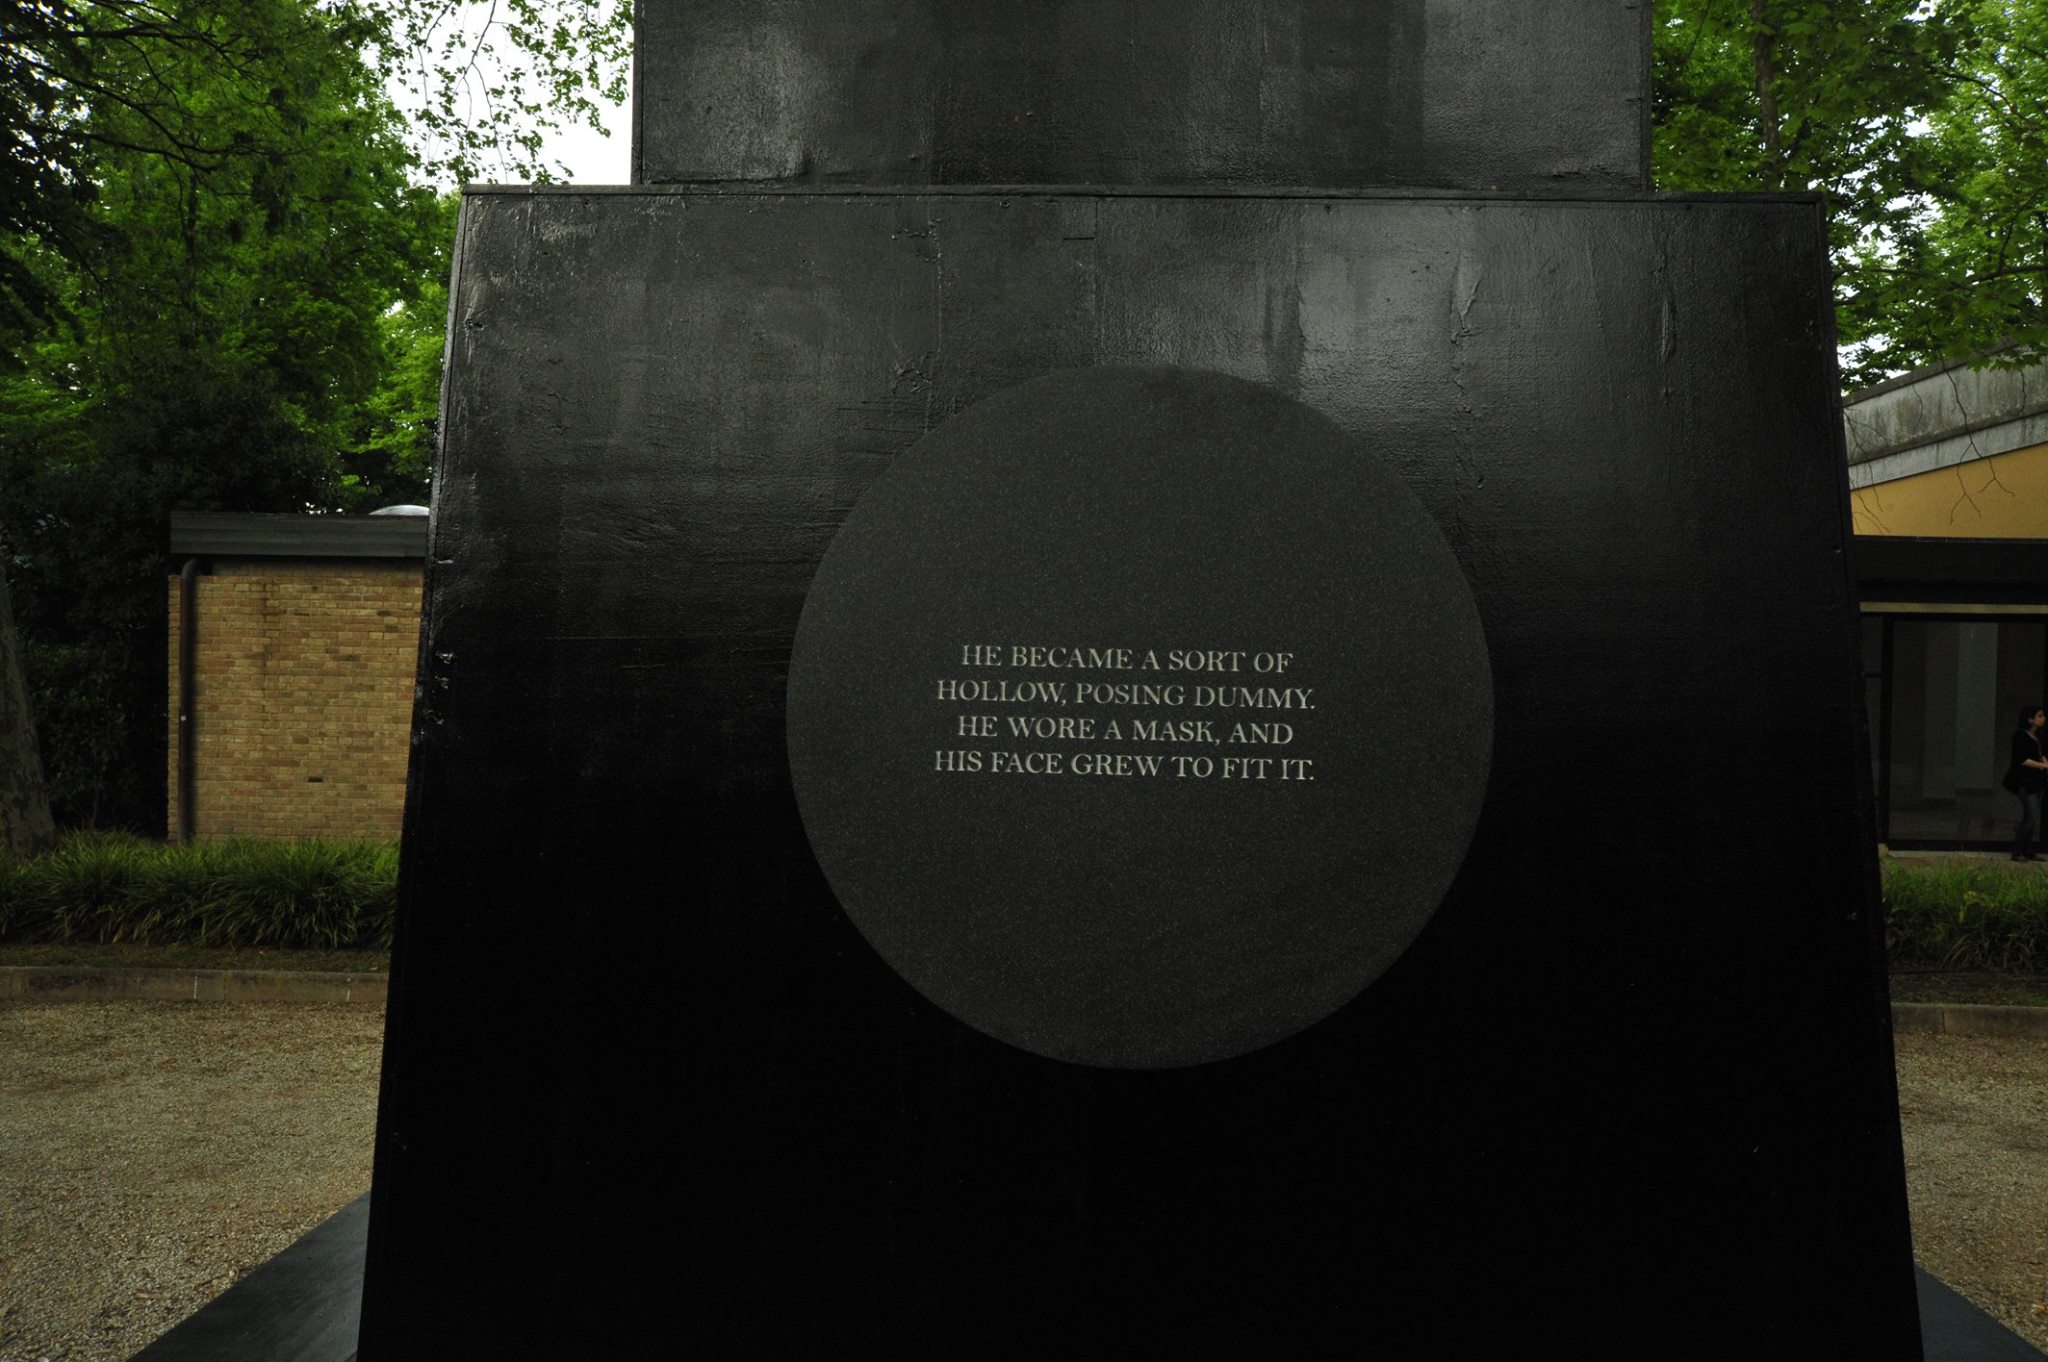 HE BECAME A SORT OF
HOLLOW, POSING DUMMY.
HE WORE A MASK, AND
HIS FACE GREW TO FIT IT.